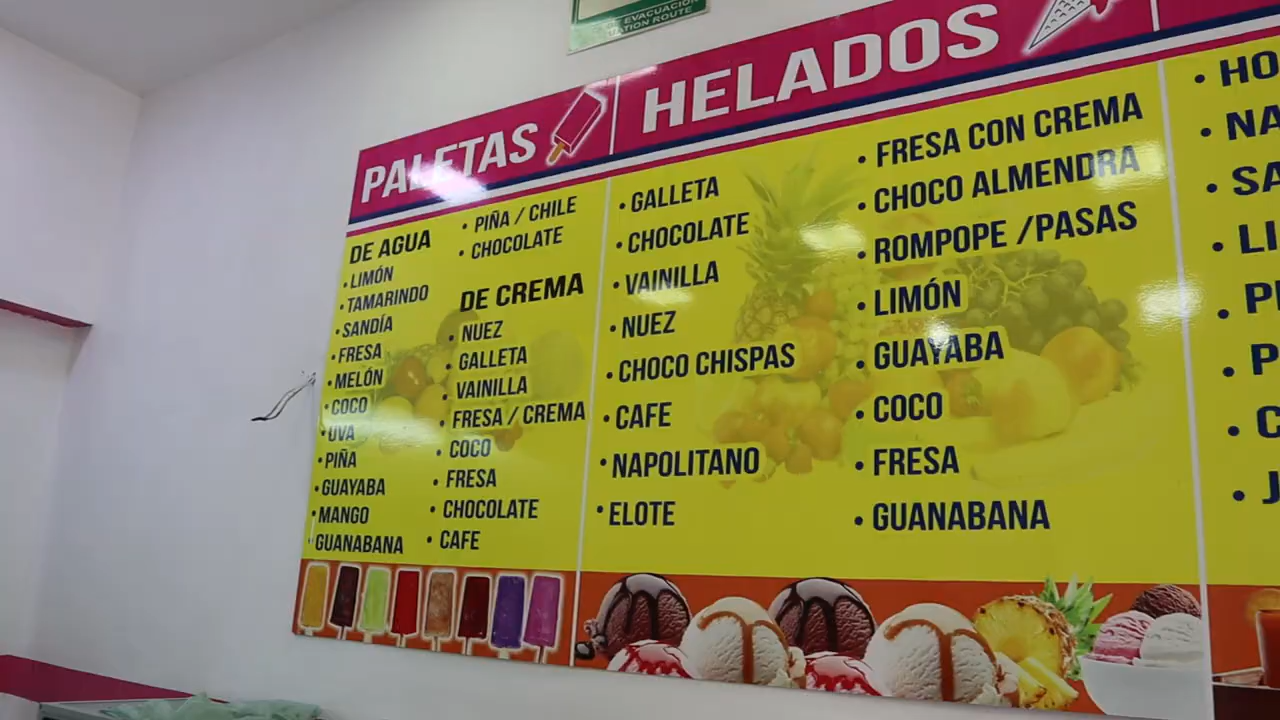 EVACUACIÓN
ROUTE
PALETAS
DE AGUA
• LIMÓN
• TAMARINDO
• SANDÍA
• FRESA
• MELÓN
• COCO
• UVA
• PIÑA
• GUAYABA
• MANGO
• GUANABANA
• PIÑA / CHILE
• CHOCOLATE
DE CREMA
• NUEZ
• GALLETA
• VAINILLA
• FRESA / CREMA
• COCO
• FRESA
• CHOCOLATE
• CAFE
HELADOS
• GALLETA
• CHOCOLATE
• VAINILLA
• NUEZ
• CHOCO CHISPAS
• CAFE
• NAPOLITANO
• ELOTE
• FRESA CON CREMA
• CHOCO ALMENDRA
• ROMPOPE /PASAS
• LIMÓN
• GUAYABA
• COCO
• FRESA
• GUANABANA